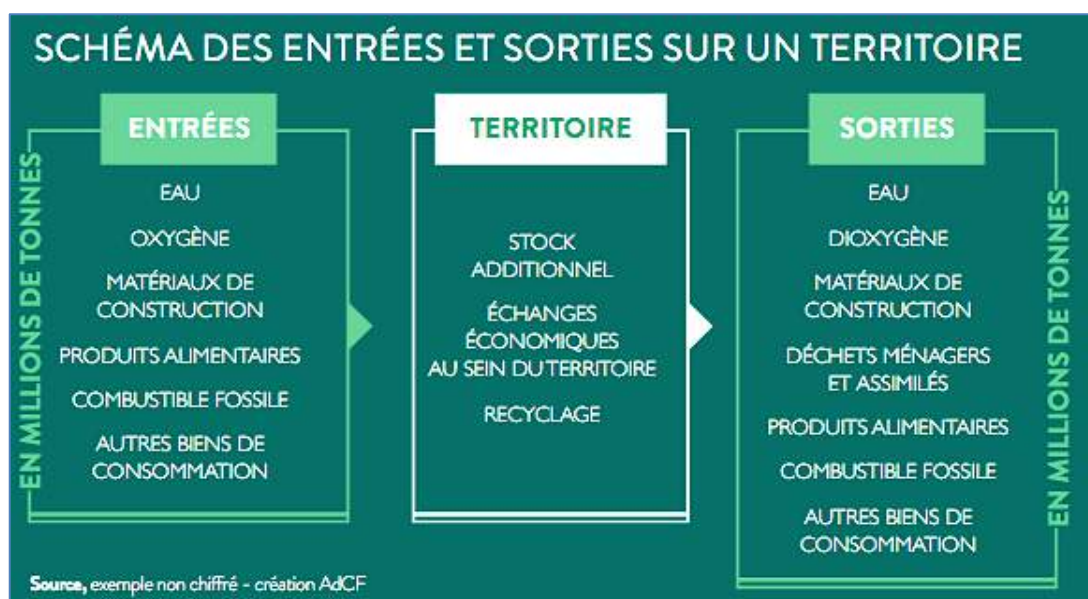 SCHÉMA DES ENTRÉES ET SORTIES SUR UN TERRITOIRE
EN MILLIONS DE TONNES
ENTRÉES
EAU
OXYGÈNE
MATÉRIAUX DE
CONSTRUCTION
PRODUITS ALIMENTAIRES
COMBUSTIBLE FOSSILE
AUTRES BIENS DE
CONSOMMATION
TERRITOIRE
STOCK
ADDITIONNEL
ÉCHANGES
ÉCONOMIQUES
AU SEIN DU TERRITOIRE
RECYCLAGE
SORTIES
EAU
DIOXYGÈNE
MATÉRIAUX DE
CONSTRUCTION
DÉCHETS MÉNAGERS
ET ASSIMILÉS
PRODUITS ALIMENTAIRES
COMBUSTIBLE FOSSILE
AUTRES BIENS DE
CONSOMMATION
EN MILLIONS DE TONNES
Source, exemple non chiffré - création AdCF